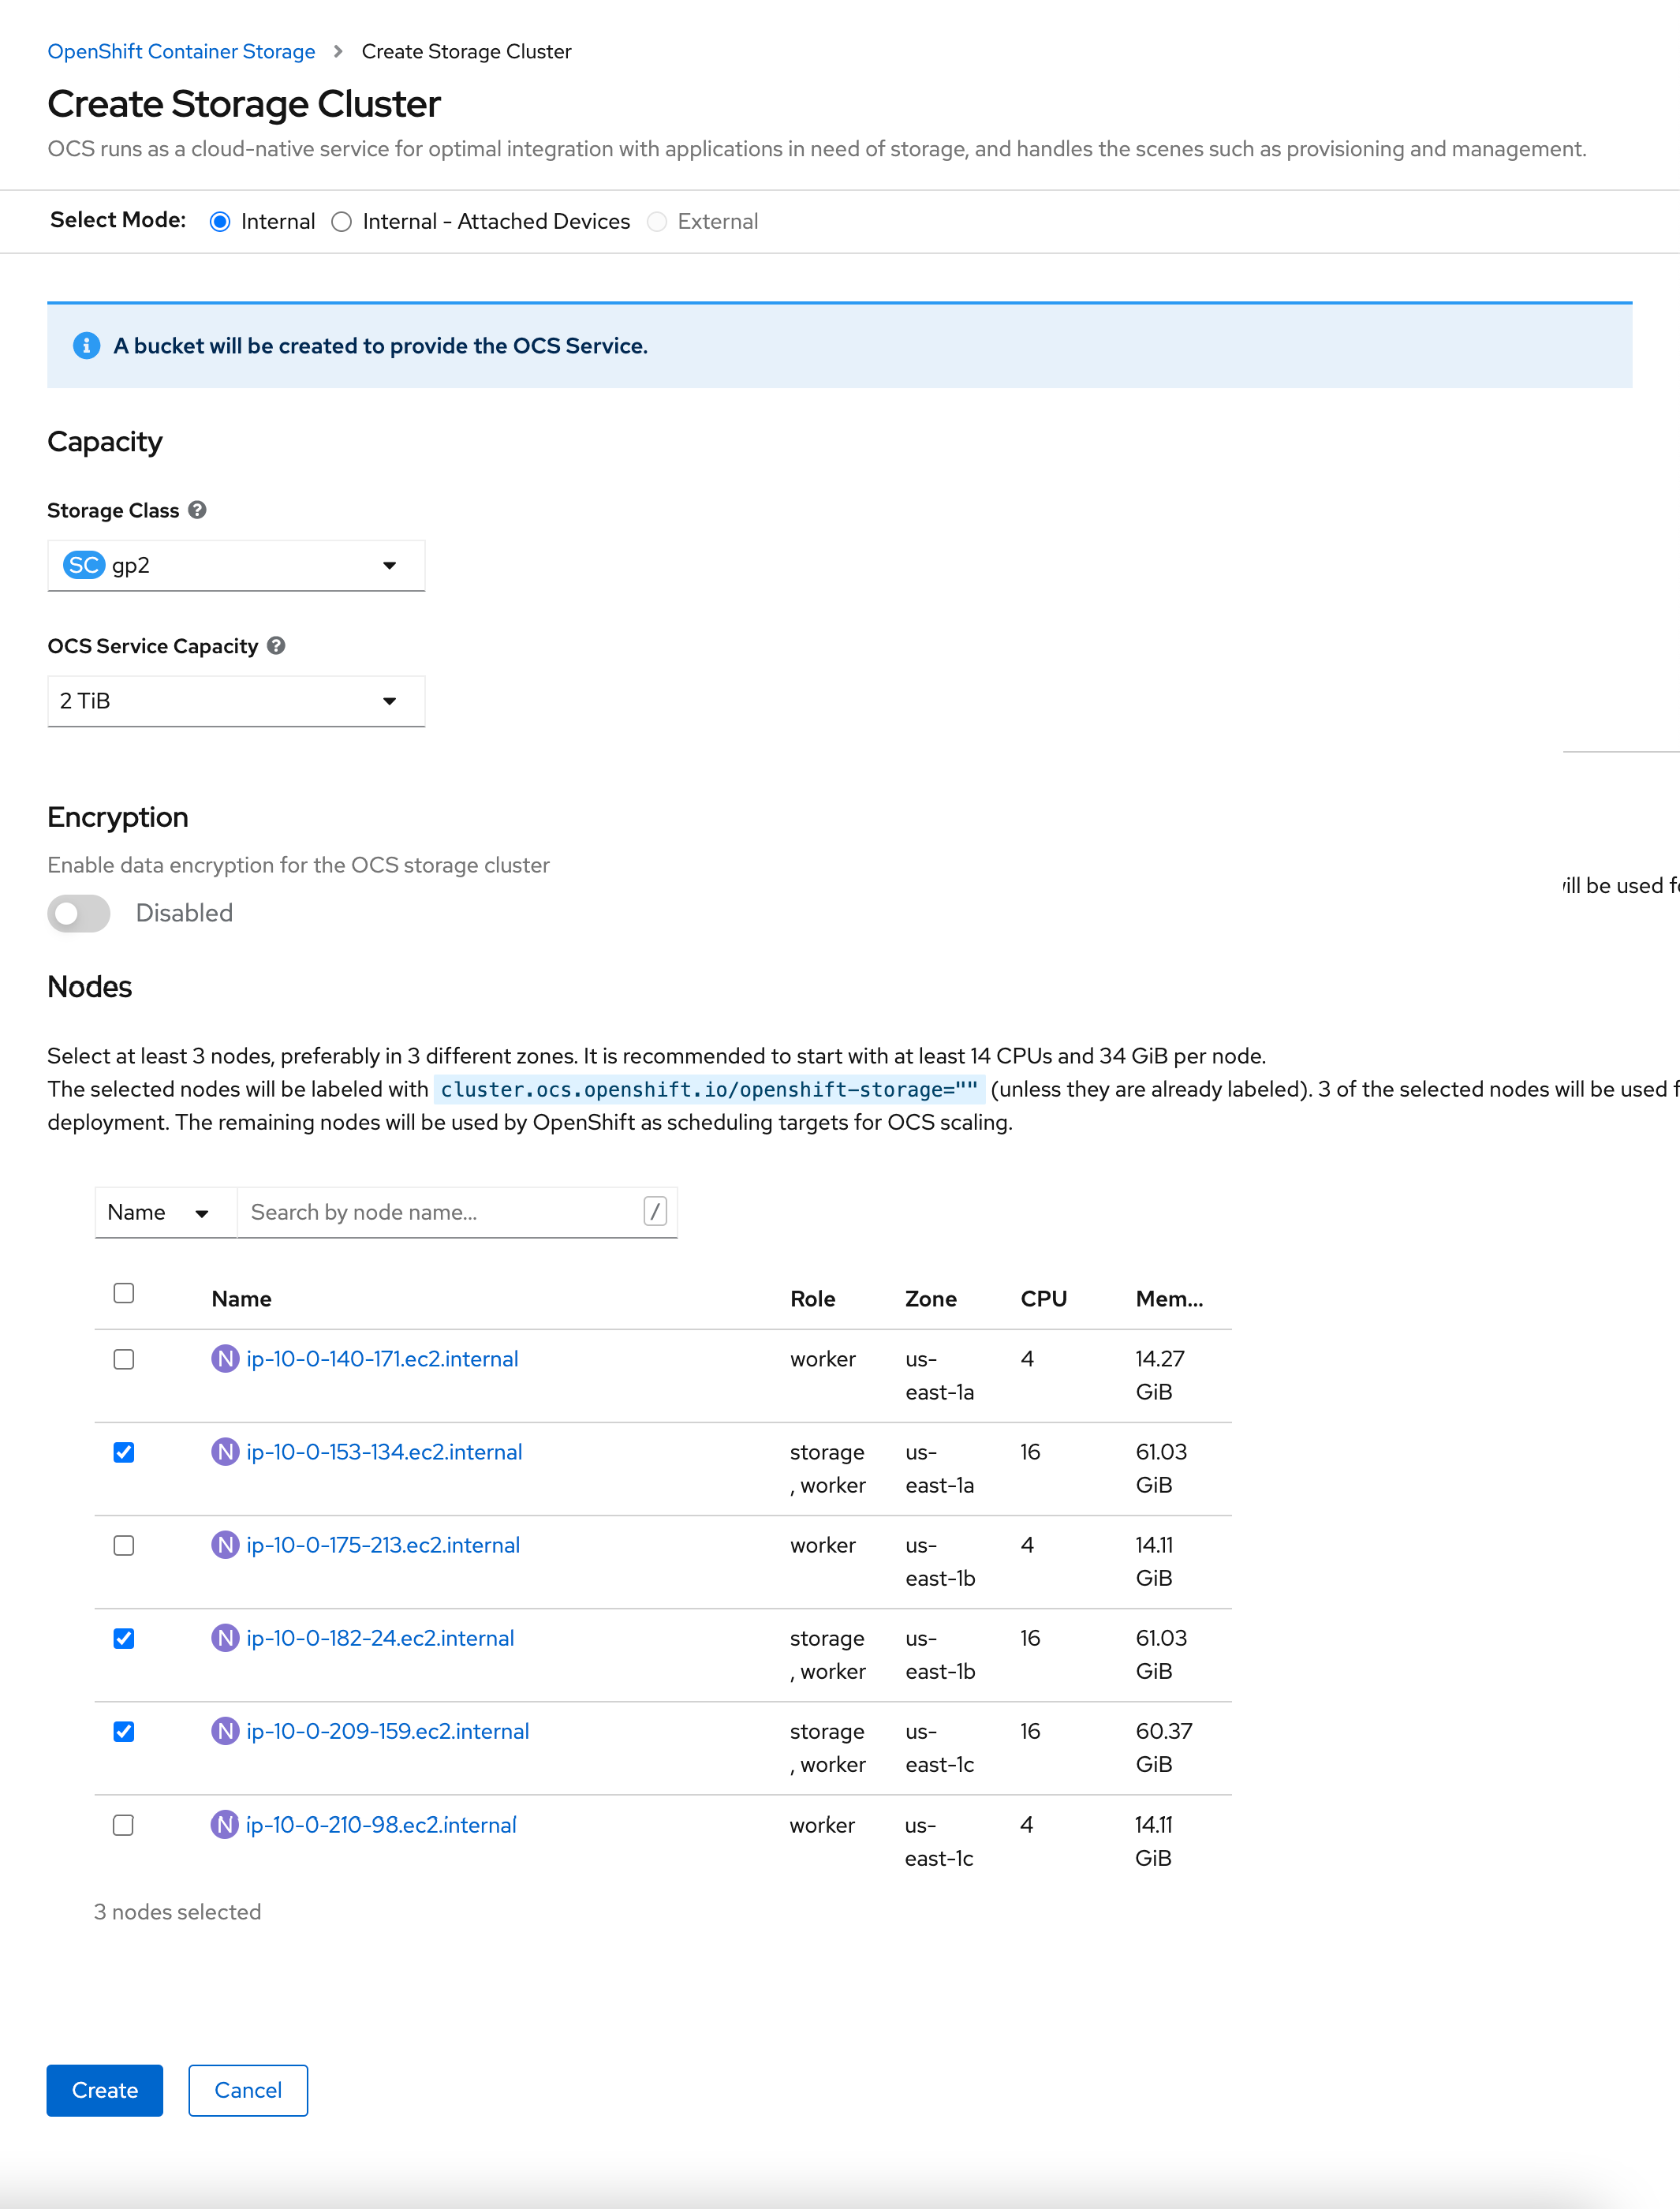 OpenShift Container Storage > Create Storage Cluster
Create Storage Cluster
OCS runs as a cloud-native service for optimal integration with applications in need of storage, and handles the scenes such as provisioning and management.
Select Mode: Internal Internal - Attached Devices External
A bucket will be created to provide the OCS Service.
Capacity
Storage Class
SC gp2
OCS Service Capacity
2 TiB
Encryption
Enable data encryption for the OCS storage cluster
ill be used f
Disabled
Nodes
Select at least 3 nodes, preferably in 3 different zones. It is recommended to start with at least 14 CPUs and 34 GiB per node.
The selected nodes will be labeled with cluster.ocs.openshift.io/openshift-storage="" (unless they are already labeled). 3 of the selected nodes will be used f
deployment. The remaining nodes will be used by OpenShift as scheduling targets for OCS scaling.
Name Search by node name... /
Name Role Zone CPU Mem...
N ip-10-0-140-171.ec2.internal worker us- 4 14.27
east-1a GiB
N ip-10-0-153-134.ec2.internal storage us- 16 61.03
, worker east-1a GiB
N ip-10-0-175-213.ec2.internal worker us- 4 14.11
east-1b GiB
N ip-10-0-182-24.ec2.internal storage us- 16 61.03
, worker east-1b GiB
N ip-10-0-209-159.ec2.internal storage us- 16 60.37
, worker east-1c GiB
N ip-10-0-210-98.ec2.internal worker us- 4 14.11
east-1c GiB
3 nodes selected
Create Cancel